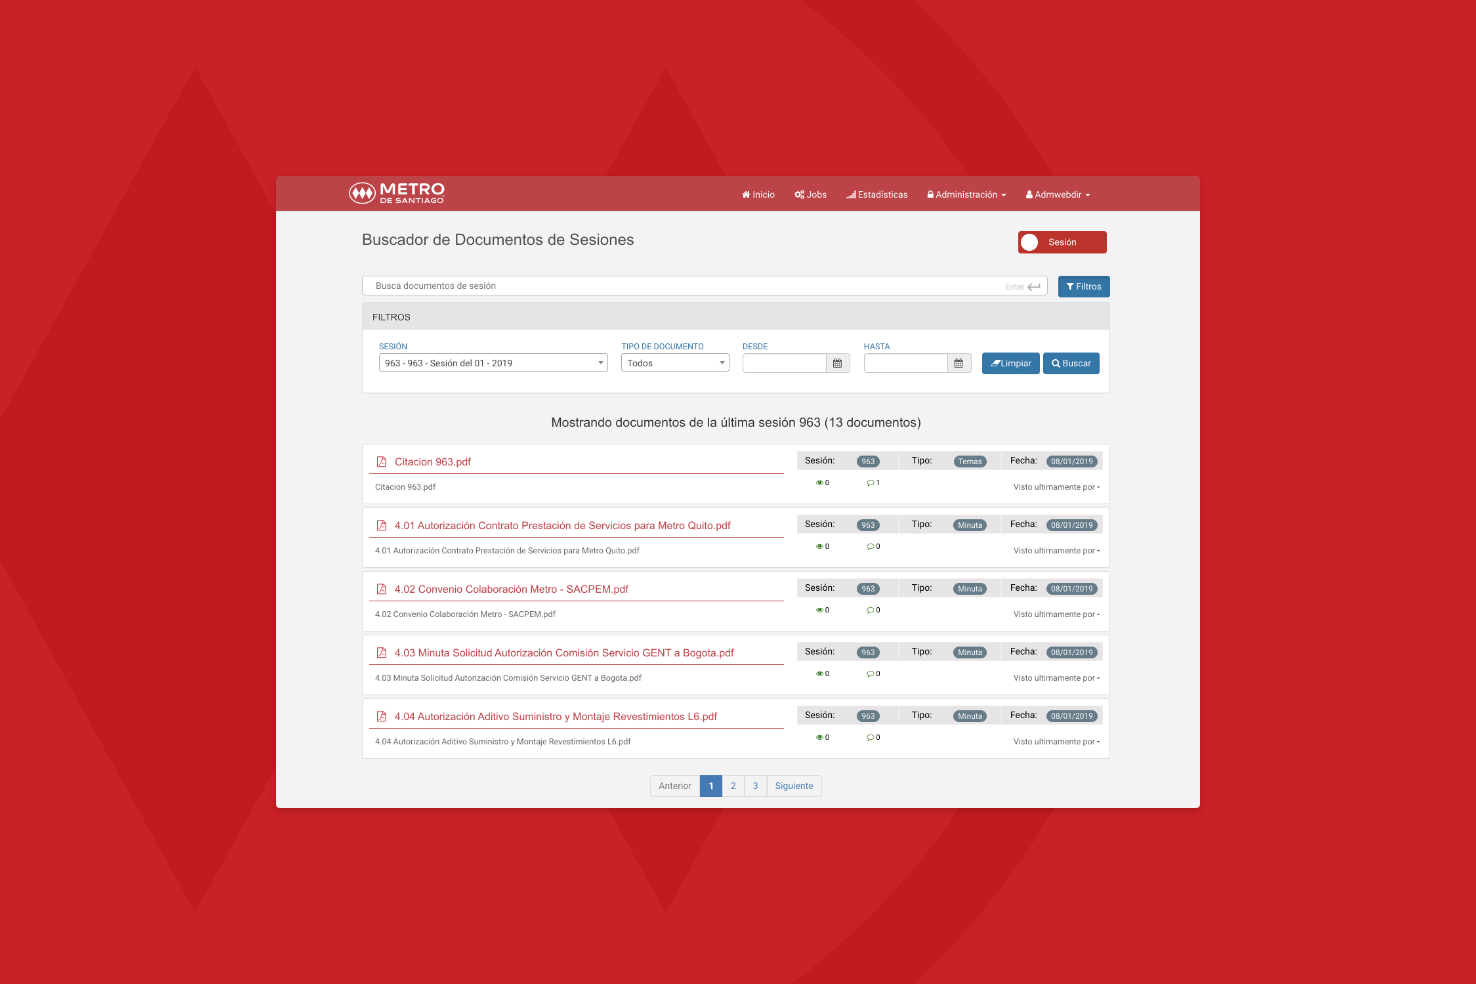 METRO
DE SANTIAGO
Inicio Jobs Estadísticas Administración Admwebdir
Buscador de Documentos de Sesiones
Sesión
Busca documentos de sesión Enter
Filtros
FILTROS
SESIÓN TIPO DE DOCUMENTO DESDE HASTA
963 - 963 - Sesión del 01 - 2019 Todos Limpiar Buscar
Mostrando documentos de la última sesión 963 (13 documentos)
Citacion 963.pdf Sesión: 963 Tipo: Temas Fecha: 08/01/2019
Citacion 963.pdf 0 1 Visto ultimamente por -
4.01 Autorización Contrato Prestación de Servicios para Metro Quito.pdf Sesión: 963 Tipo: Minuta Fecha: 08/01/2019
4.01 Autorización Contrato Prestación de Servicios para Metro Quito.pdf 0 0 Visto ultimamente por -
4.02 Convenio Colaboración Metro - SACPEM.pdf Sesión: 963 Tipo: Minuta Fecha: 08/01/2019
4.02 Convenio Colaboración Metro - SACPEM.pdf 0 0 Visto ultimamente por -
4.03 Minuta Solicitud Autorización Comisión Servicio GENT a Bogota.pdf Sesión: 963 Tipo: Minuta Fecha: 08/01/2019
4.03 Minuta Solicitud Autorización Comisión Servicio GENT a Bogota.pdf 0 0 Visto ultimamente por -
4.04 Autorización Aditivo Suministro y Montaje Revestimientos L6.pdf Sesión: 963 Tipo: Minuta Fecha: 08/01/2019
4.04 Autorización Aditivo Suministro y Montaje Revestimientos L6.pdf 0 0 Visto ultimamente por -
Anterior 1 2 3 Siguiente